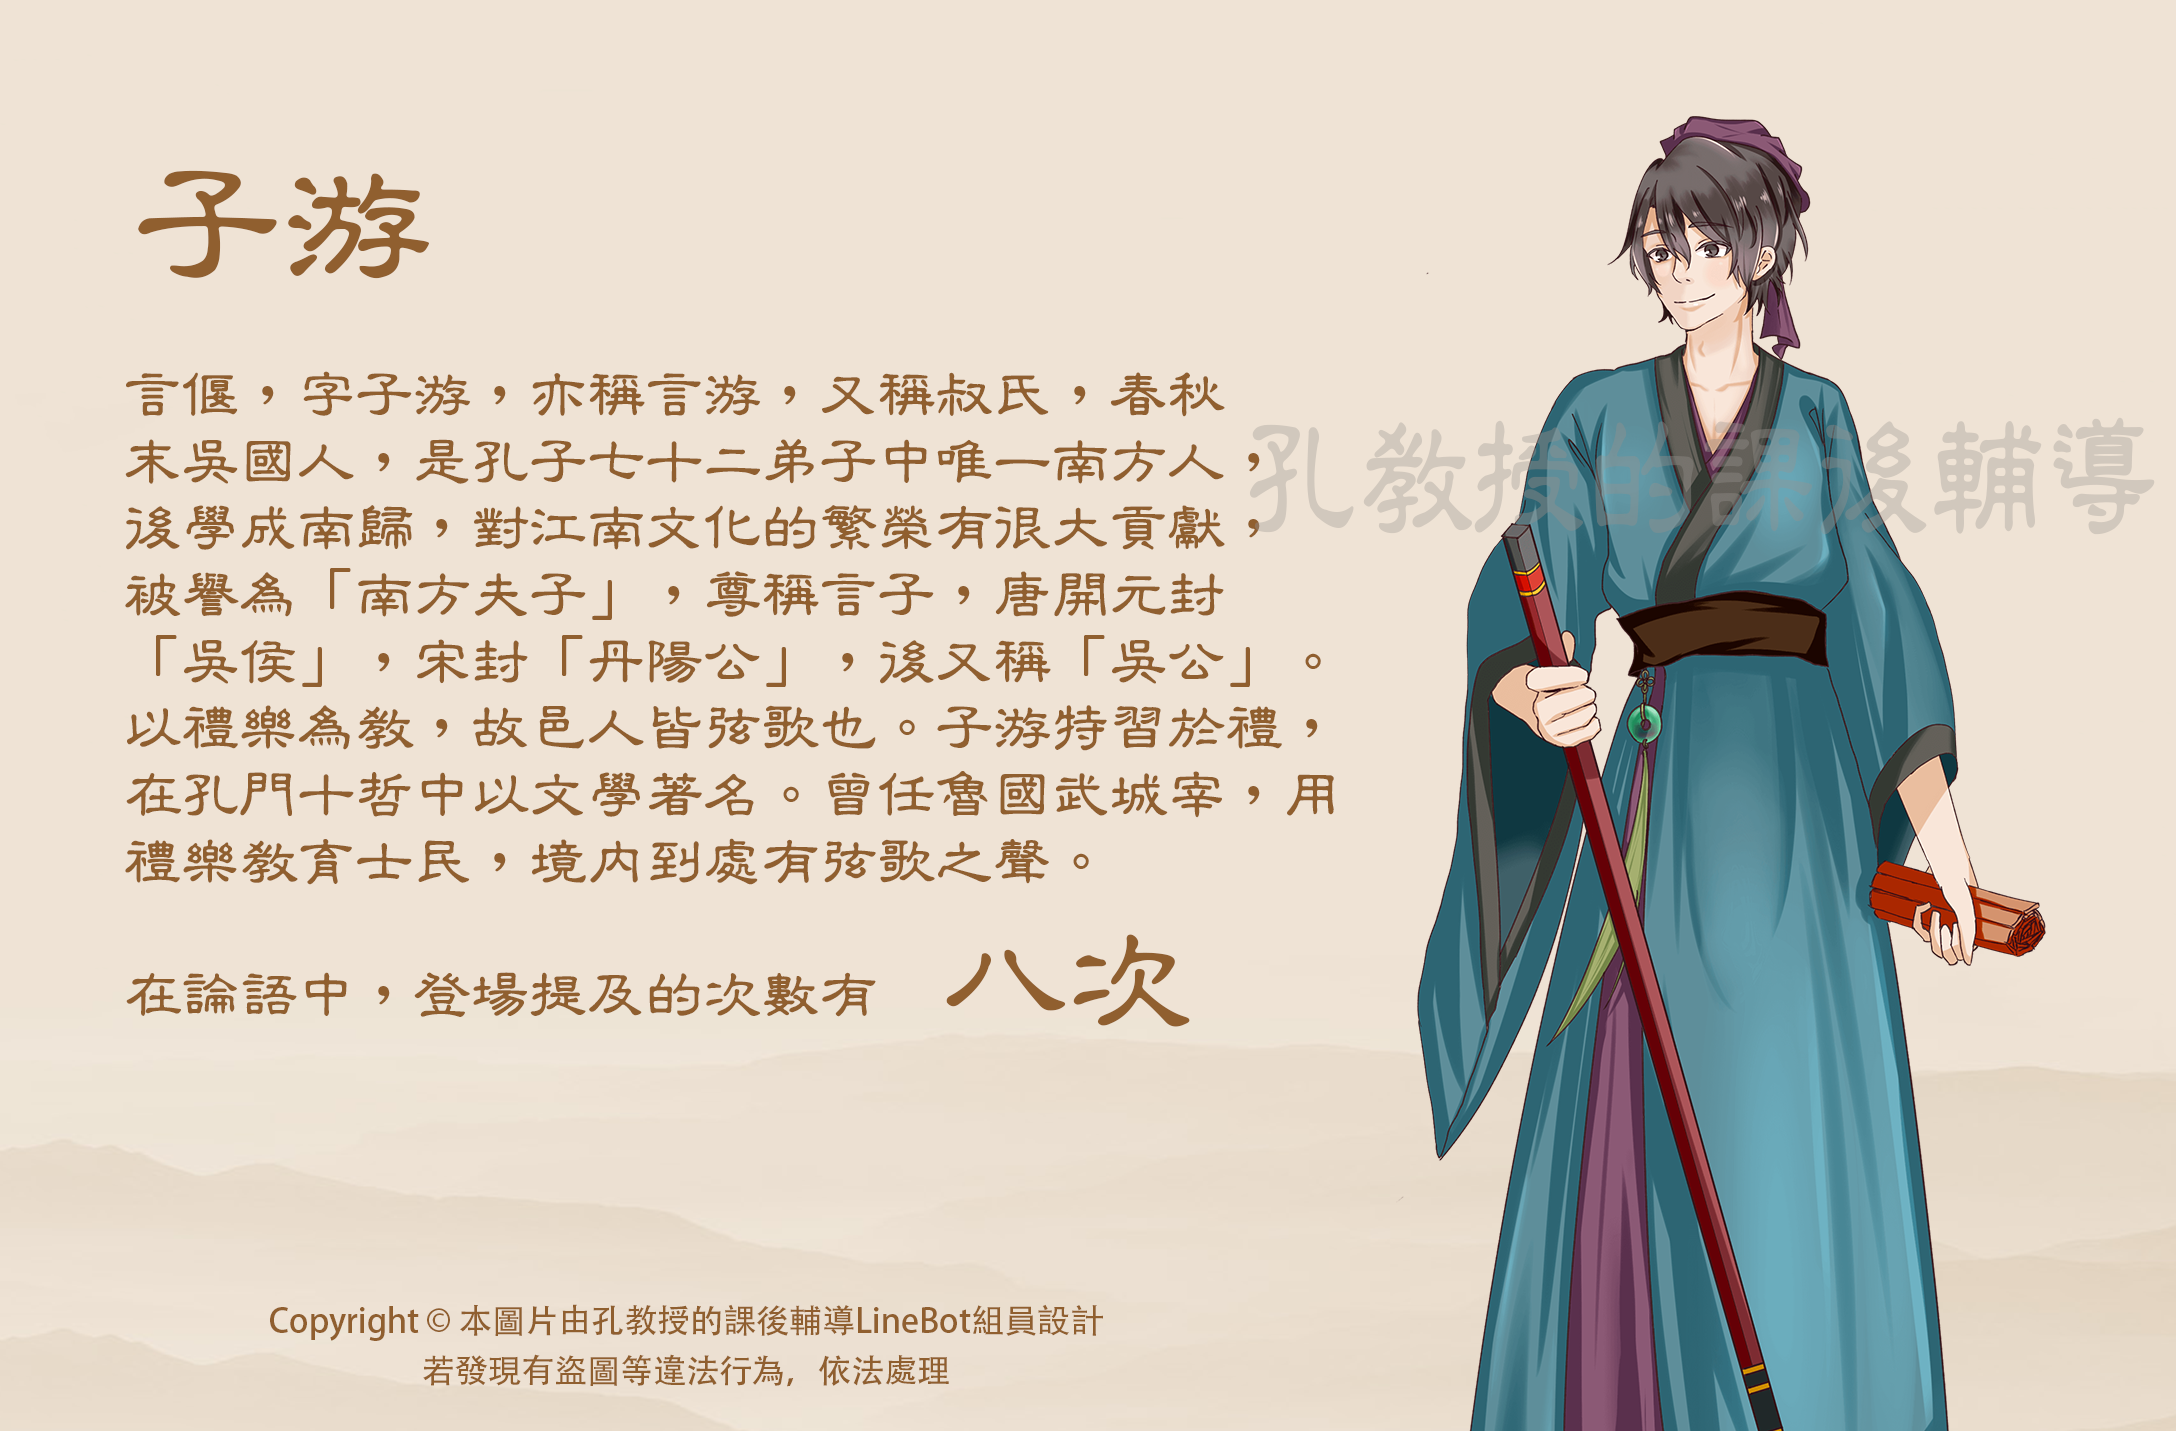 子游
言偃，字子游，亦稱言游，又稱叔氏，春秋
末吳國人，是孔子七十二弟子中唯一南方人，
後學成南歸，對江南文化的繁榮有很大貢獻，
被譽為「南方夫子」，尊稱言子，唐開元封
「吳侯」，宋封「丹陽公」，後又稱「吳公」。
以禮樂為教，故邑人皆弦歌也。子游特習於禮，
在孔門十哲中以文學著名。曾任魯國武城宰，用
禮樂教育士民，境內到處有弦歌之聲。
在論語中，登場提及的次數有 八次
孔教授的課後輔導
Copyright © 本圖片由孔教授的課後輔導LineBot組員設計
若發現有盜圖等違法行為，依法處理